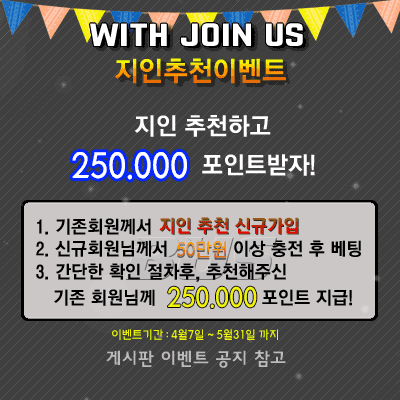 WITH JOIN US
지인추천이벤트
지인 추천하고
250.000 포인트받자!
1. 기존회원께서 지인 추천 신규가입
2. 신규회원님께서 50만원 이상 충전 후 베팅
3. 간단한 확인 절차후, 추천해주신
기존 회원님께 250.000 포인트 지급!
이벤트기간 : 4월7일 ~ 5월31일 까지
게시판 이벤트 공지 참고